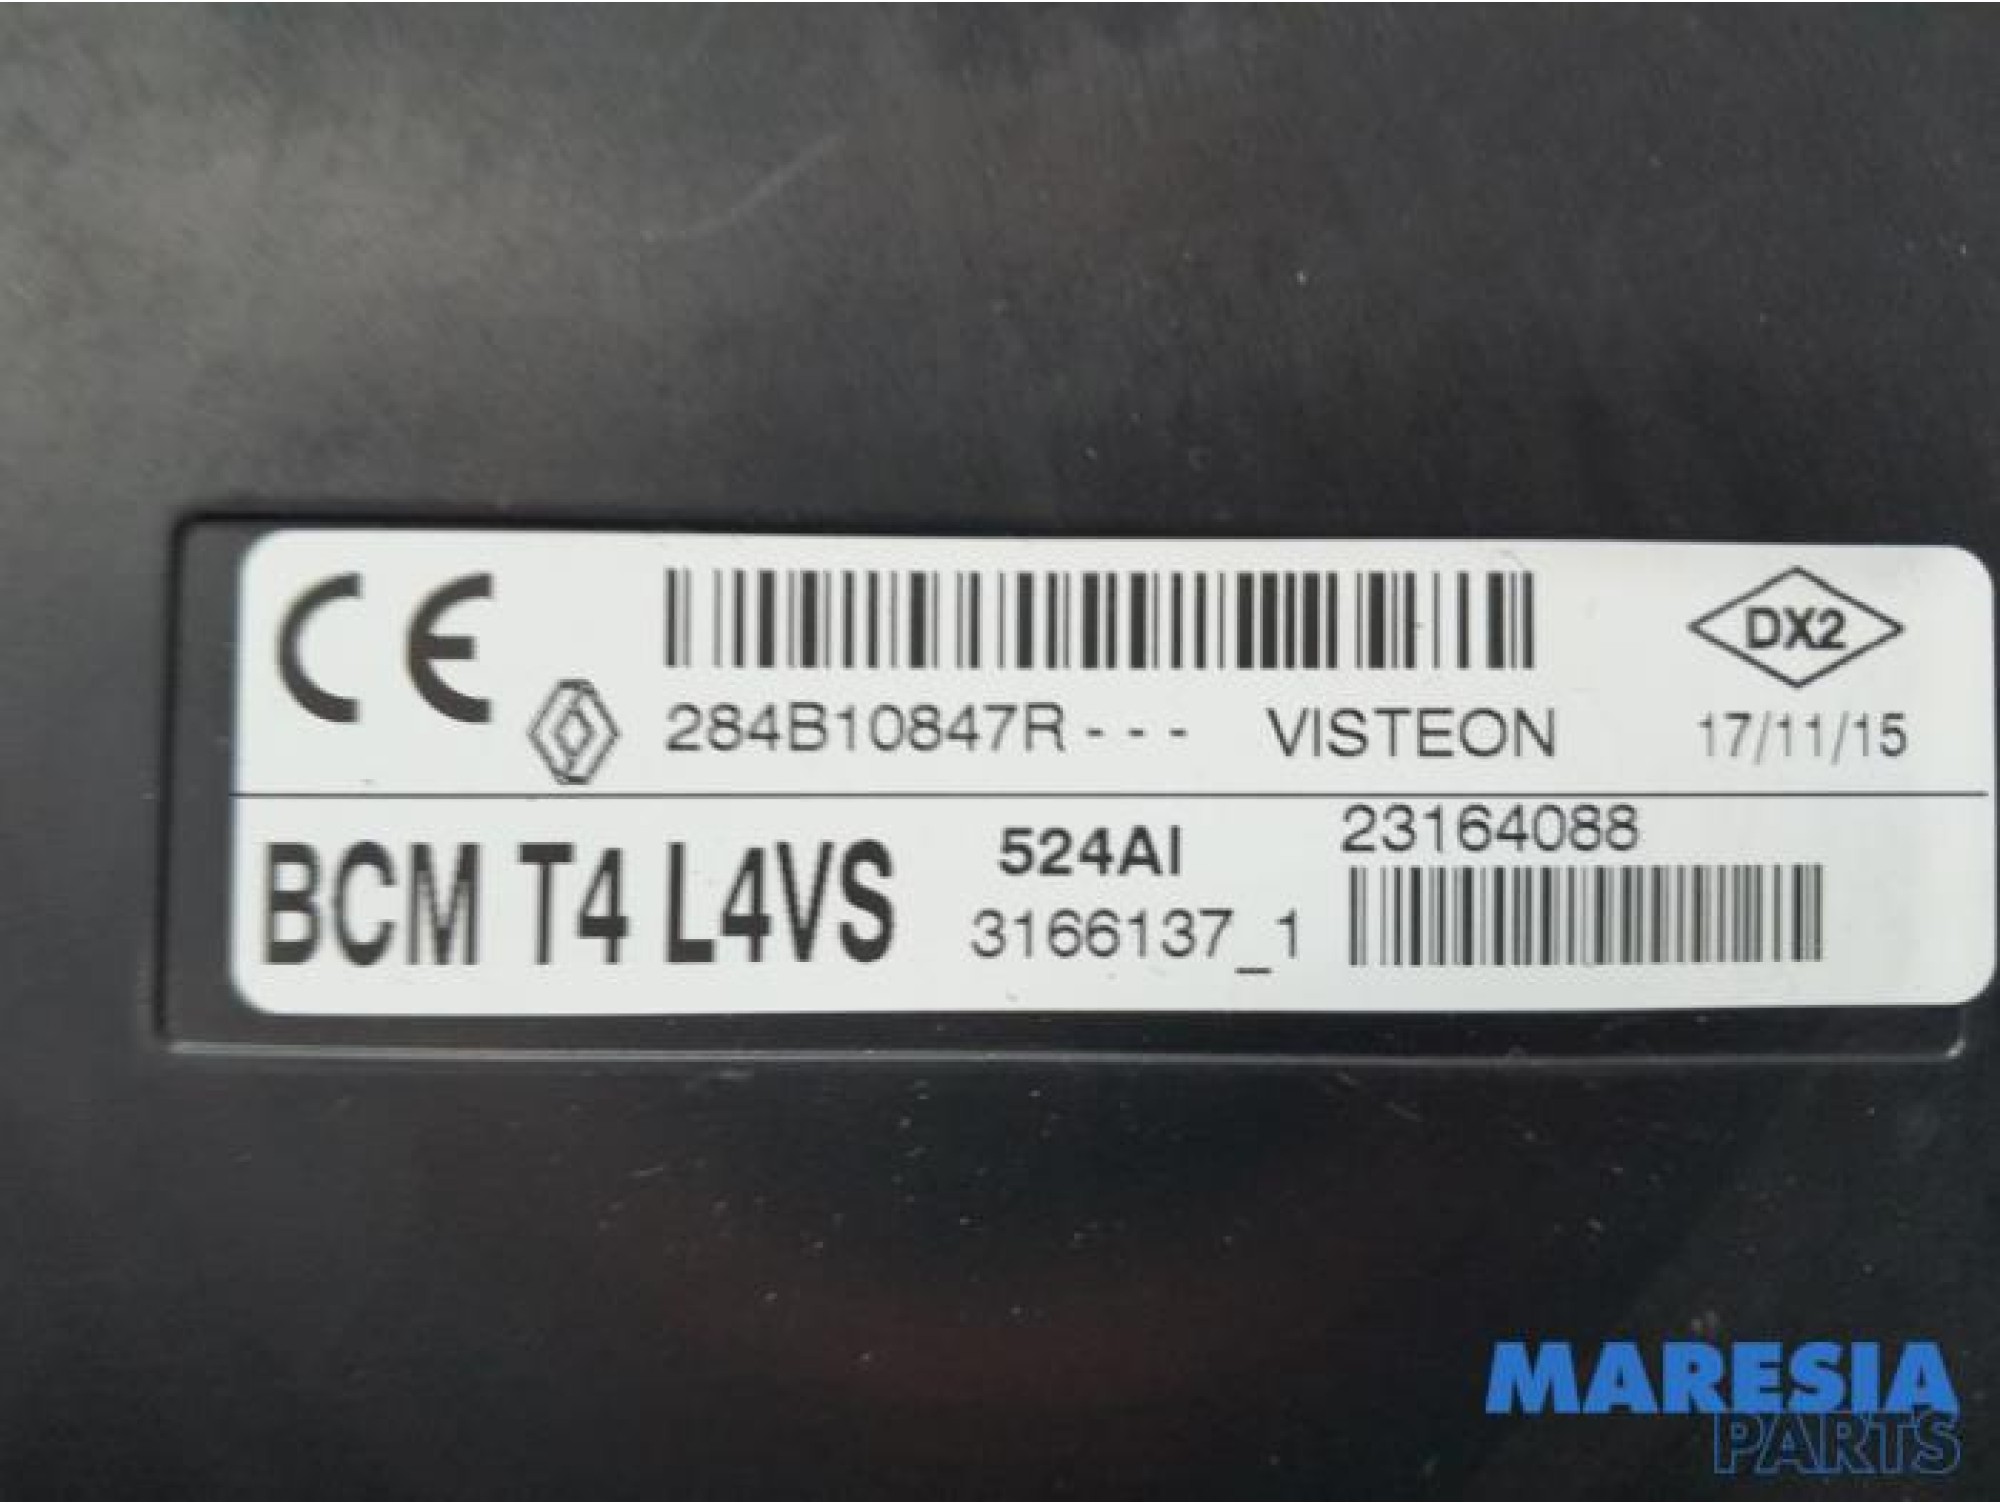 CE
284B10847R--- VISTEON
DX2
17/11/15
BCM T4 L4VS
524AI
3166137_1
23164088
MARESIA
PARTS